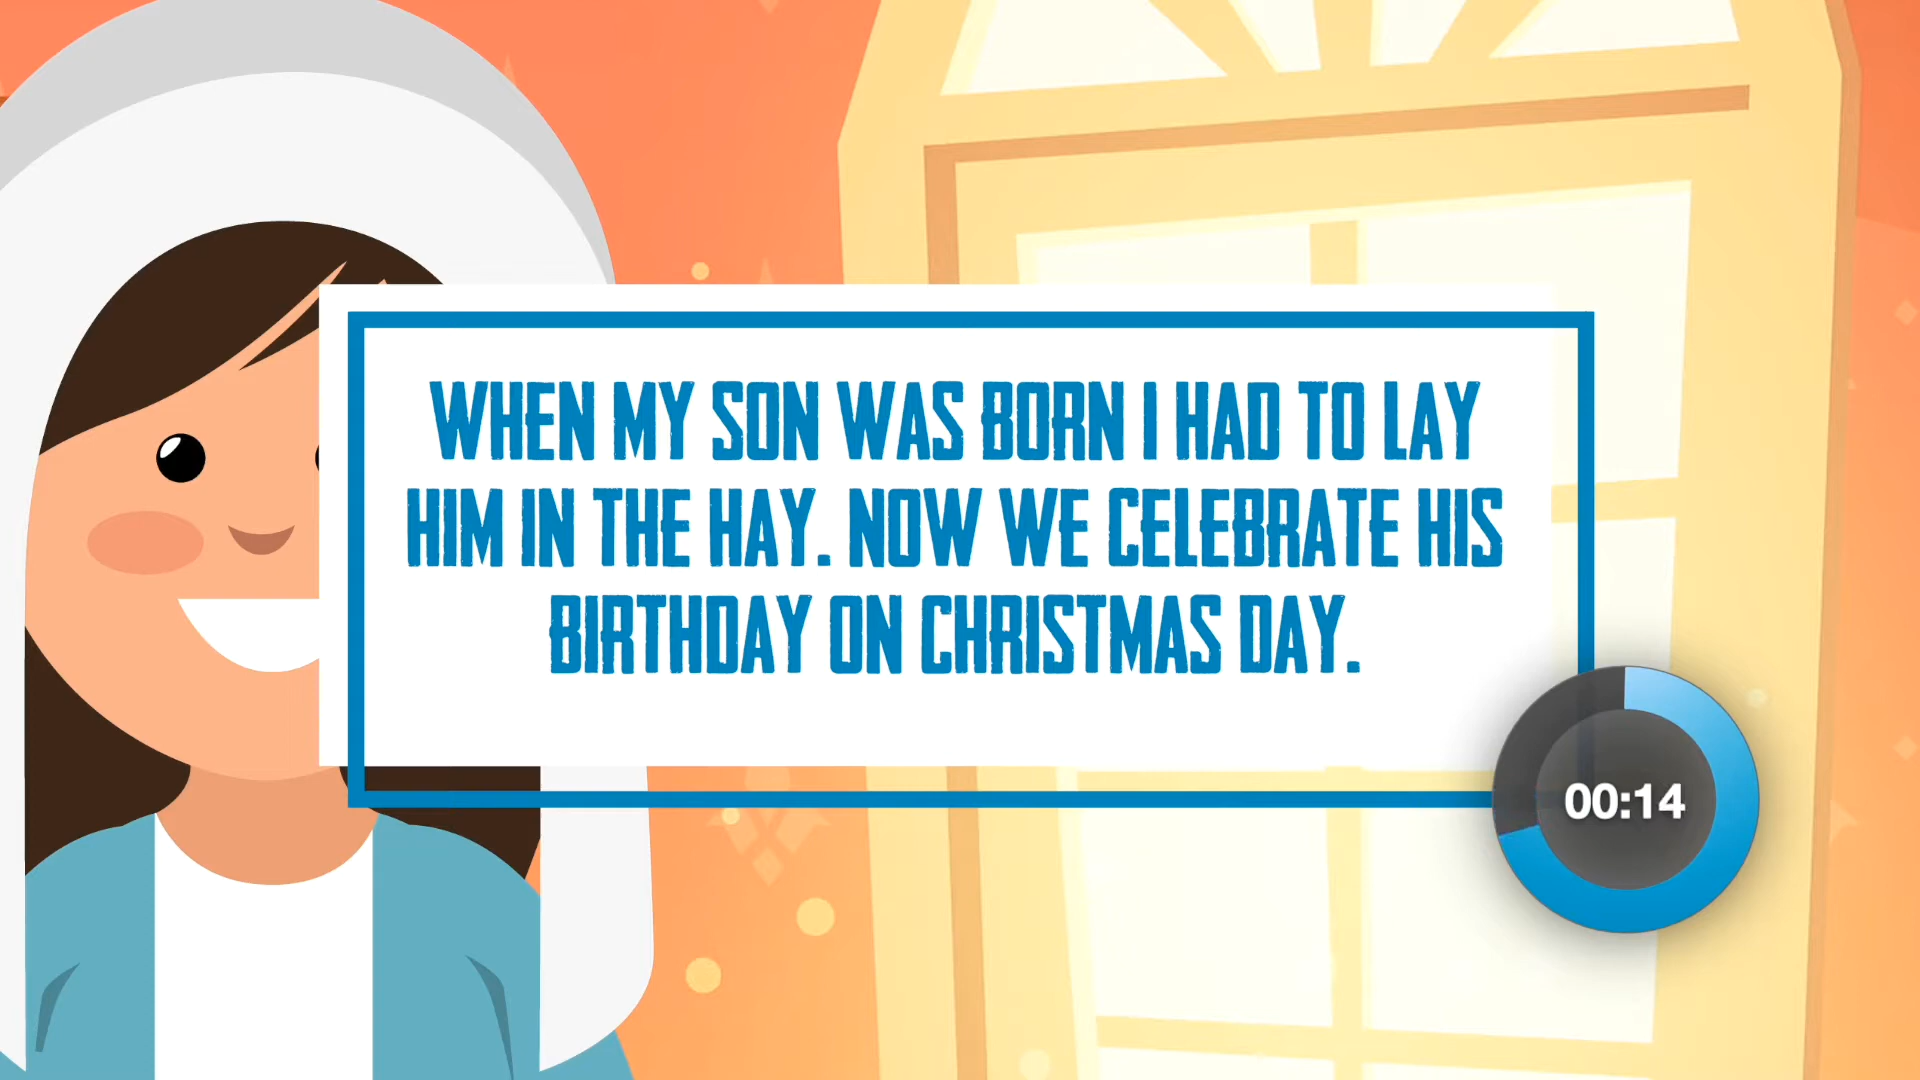 WHEN MY SON WAS BORN I HAD TO LAY
HIM IN THE HAY. NOW WE CELEBRATE HIS
BIRTHDAY ON CHRISTMAS DAY.
00:14